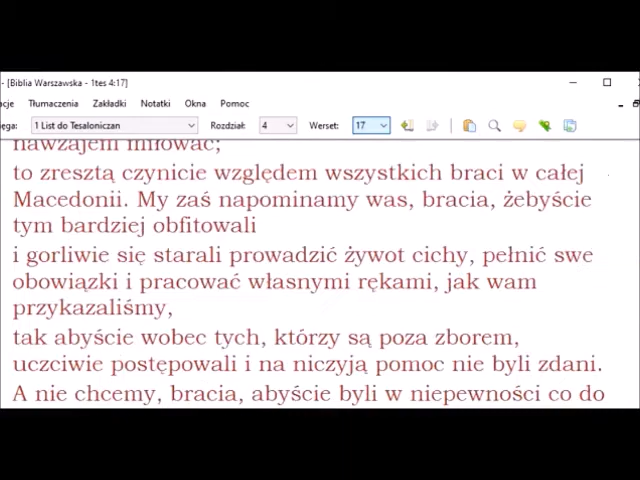 - [Biblia Warszawska - 1tes 4:17]
cje Tłumaczenia Zakładki Notatki Okna Pomoc
ęga: 1 List do Tesaloniczan Rozdział: 4 Werset: 17
nawzajem miłować;
to zresztą czynicie względem wszystkich braci w całej
Macedonii. My zaś napominamy was, bracia, żebyście
tym bardziej obfitowali
i gorliwie się starali prowadzić żywot cichy, pełnić swe
obowiązki i pracować własnymi rękami, jak wam
przykazaliśmy,
tak abyście wobec tych, którzy są poza zborem,
uczciwie postępowali i na niczyją pomoc nie byli zdani.
A nie chcemy, bracia, abyście byli w niepewności co do